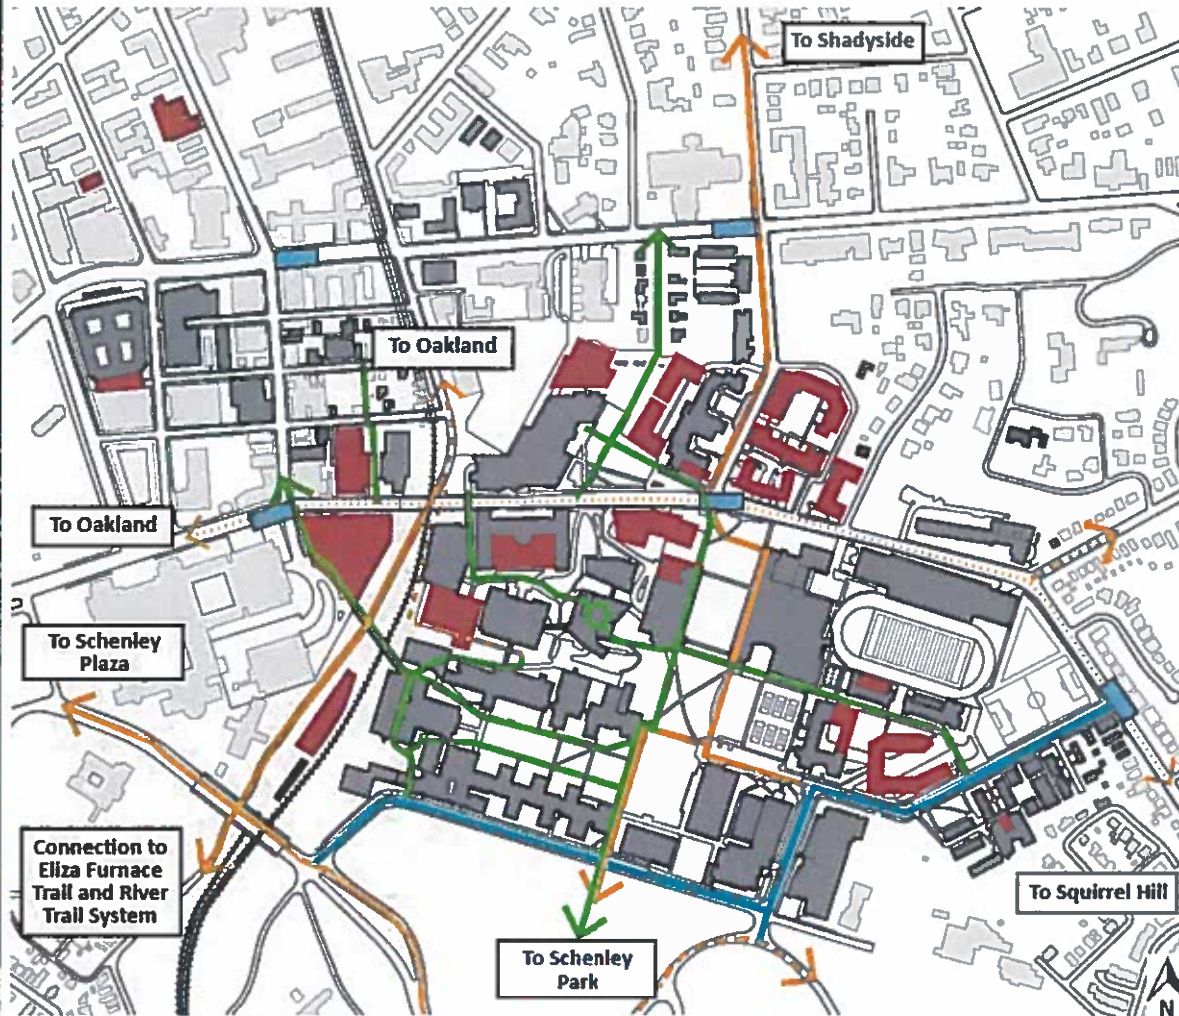 To Shadyside
To Oakland
To Oakland
To Schenley
Plaza
Connection to
Eliza Furnace
Trail and River
Trail System
To Squirrel Hill
To Schenley
Park
N